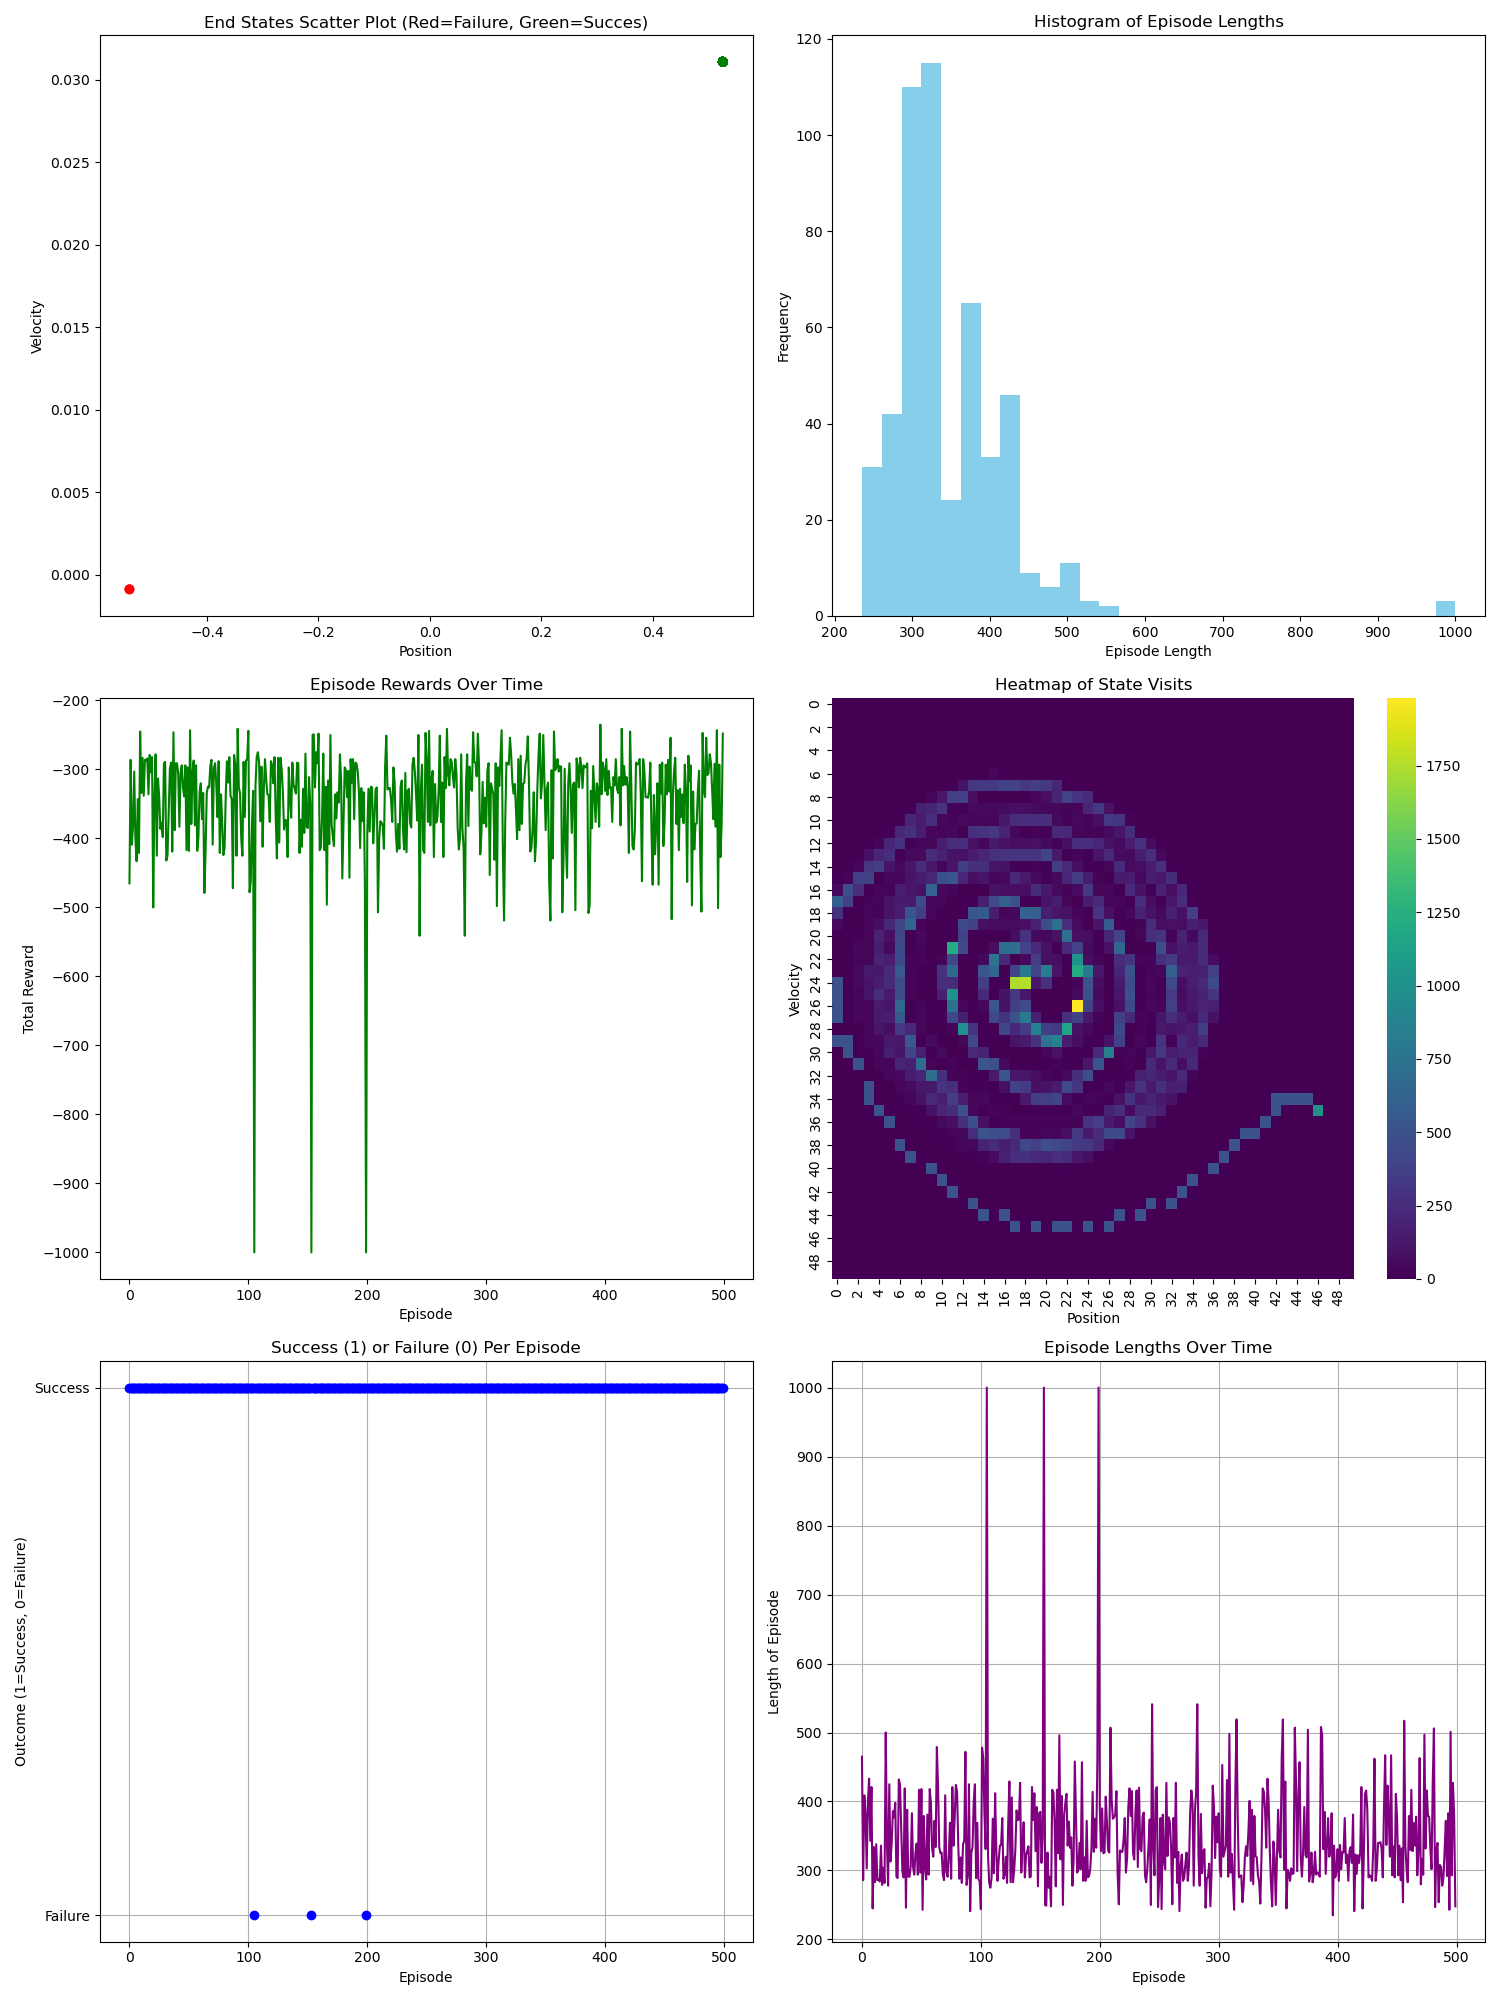 End States Scatter Plot (Red=Failure, Green=Succes)
0.030
0.025
0.020
0.015
0.010
0.005
0.000
Velocity
−0.4 −0.2 0.0 0.2 0.4
Position
Histogram of Episode Lengths
120
100
80
60
40
20
0
Frequency
200 300 400 500 600 700 800 900 1000
Episode Length
Episode Rewards Over Time
−200
−300
−400
−500
−600
−700
−800
−900
−1000
Total Reward
0 100 200 300 400 500
Episode
Heatmap of State Visits
0
2
4
6
8
10
12
14
16
18
20
22
24
26
28
30
32
34
36
38
40
42
44
46
48
Velocity
0 2 4 6 8 10 12 14 16 18 20 22 24 26 28 30 32 34 36 38 40 42 44 46 48
Position
1750
1500
1250
1000
750
500
250
0
Success (1) or Failure (0) Per Episode
Success
Failure
Outcome (1=Success, 0=Failure)
0 100 200 300 400 500
Episode
Episode Lengths Over Time
1000
900
800
700
600
500
400
300
200
Length of Episode
0 100 200 300 400 500
Episode